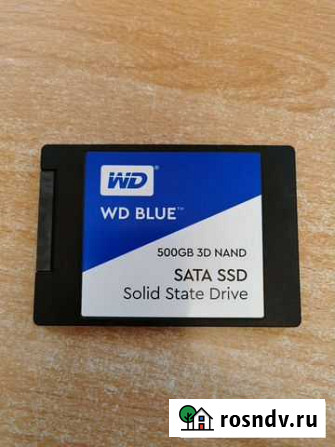 WD®
WD BLUE™
500GB 3D NAND
SATA SSD
Solid State Drive
rosndv.ru